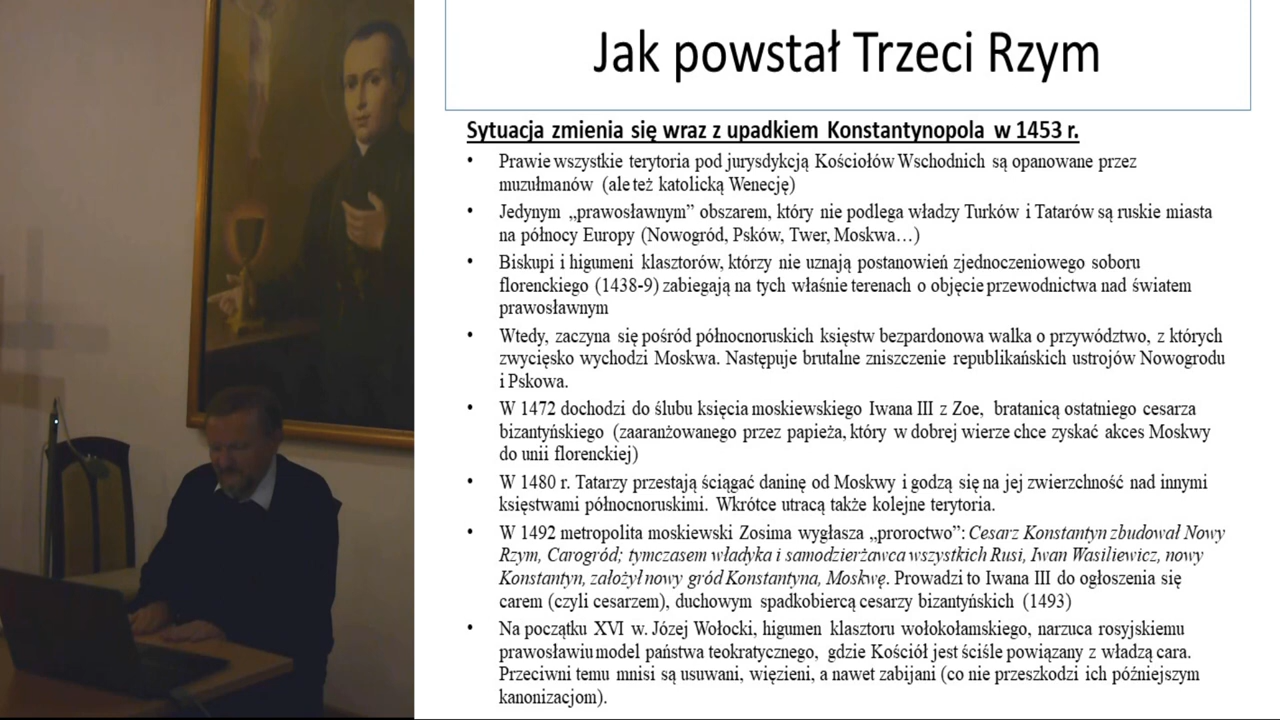 Jak powstał Trzeci Rzym
Sytuacja zmienia się wraz z upadkiem Konstantynopola w 1453 r.
• Prawie wszystkie terytoria pod jurysdykcją Kościołów Wschodnich są opanowane przez
muzułmanów (ale też katolicką Wenecję)
• Jedynym „prawosławnym” obszarem, który nie podlega władzy Turków i Tatarów są ruskie miasta
na północy Europy (Nowogród, Psków, Twer, Moskwa…)
• Biskupi i higumeni klasztorów, którzy nie uznają postanowień zjednoczeniowego soboru
florenckiego (1438-9) zabiegają na tych właśnie terenach o objęcie przewodnictwa nad światem
prawosławnym
• Wtedy, zaczyna się pośród północnoruskich księstw bezpardonowa walka o przywództwo, z których
zwycięsko wychodzi Moskwa. Następuje brutalne zniszczenie republikańskich ustrojów Nowogrodu
i Pskowa.
• W 1472 dochodzi do ślubu księcia moskiewskiego Iwana III z Zoe, bratanicą ostatniego cesarza
bizantyńskiego (zaaranżowanego przez papieża, który w dobrej wierze chce zyskać akces Moskwy
do unii florenckiej)
• W 1480 r. Tatarzy przestają ściągać daninę od Moskwy i godzą się na jej zwierzchność nad innymi
księstwami północnoruskimi. Wkrótce utracą także kolejne terytoria.
• W 1492 metropolita moskiewski Zosima wygłasza „proroctwo”: Cesarz Konstantyn zbudował Nowy
Rzym, Carogród; tymczasem władyka i samodzierżawca wszystkich Rusi, Iwan Wasiliewicz, nowy
Konstantyn, założył nowy gród Konstantyna, Moskwę. Prowadzi to Iwana III do ogłoszenia się
carem (czyli cesarzem), duchowym spadkobiercą cesarzy bizantyńskich (1493)
• Na początku XVI w. Józej Wołocki, higumen klasztoru wołokołamskiego, narzuca rosyjskiemu
prawosławiu model państwa teokratycznego, gdzie Kościół jest ściśle powiązany z władzą cara.
Przeciwni temu mnisi są usuwani, więzieni, a nawet zabijani (co nie przeszkodzi ich późniejszym
kanonizacjom).